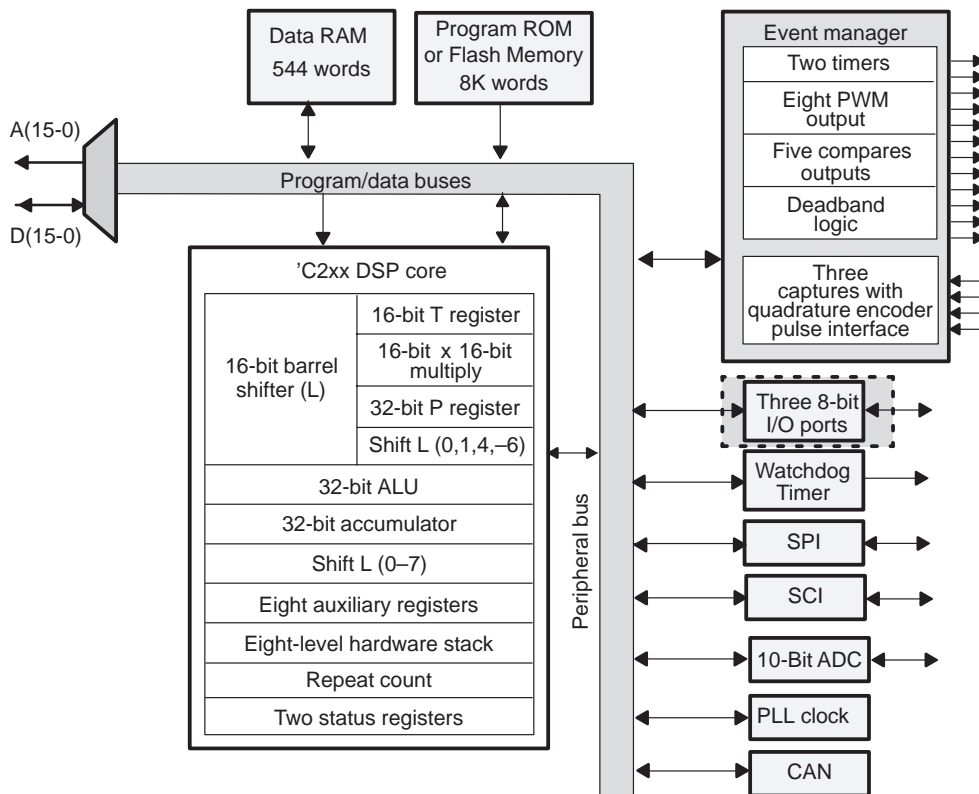 Data RAM
544 words
Program ROM
or Flash Memory
8K words
A(15-0)
D(15-0)
Program/data buses
’C2xx DSP core
16-bit barrel
shifter (L)
16-bit T register
16-bit x 16-bit
multiply
32-bit P register
Shift L (0,1,4,–6)
32-bit ALU
32-bit accumulator
Shift L (0–7)
Eight auxiliary registers
Eight-level hardware stack
Repeat count
Two status registers
Peripheral bus
Event manager
Two timers
Eight PWM
output
Five compares
outputs
Deadband
logic
Three
captures with
quadrature encoder
pulse interface
Three 8-bit
I/O ports
Watchdog
Timer
SPI
SCI
10-Bit ADC
PLL clock
CAN